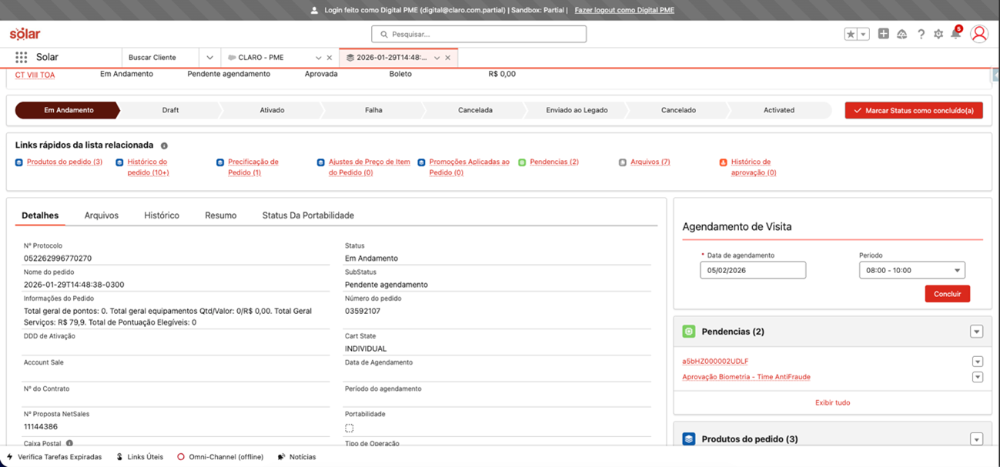 Login feito como Digital PME (digital@claro.com.partial) | Sandbox: Partial | Fazer logout como Digital PME
solar
Pesquisar...
5
Solar
Buscar Cliente
CLARO - PME
2026-01-29T14:48:...
CT VIII TOA Em Andamento Pendente agendamento Aprovada Boleto R$ 0,00
Em Andamento Draft Ativado Falha Cancelada Enviado ao Legado Cancelado Activated
Marcar Status como concluído(a)
Links rápidos da lista relacionada
Produtos do pedido (3)
Histórico do
pedido (10+)
Precificação de
Pedido (1)
Ajustes de Preço de Item
do Pedido (0)
Promoções Aplicadas ao
Pedido (0)
Pendencias (2)
Arquivos (7)
Histórico de
aprovação (0)
Detalhes Arquivos Histórico Resumo Status Da Portabilidade
Nº Protocolo
052262996770270
Status
Em Andamento
Nome do pedido
2026-01-29T14:48:38-0300
SubStatus
Pendente agendamento
Informações do Pedido
Total geral de pontos: 0. Total geral equipamentos Qtd/Valor: 0/R$ 0,00. Total Geral
Serviços: R$ 79,9. Total de Pontuação Elegíveis: 0
Número do pedido
03592107
DDD de Ativação
Cart State
INDIVIDUAL
Account Sale
Data de Agendamento
Nº do Contrato
Período do agendamento
Nº Proposta NetSales
11144386
Portabilidade
Caixa Postal
Tipo de Operação
Agendamento de Visita
* Data de agendamento
05/02/2026
Periodo
08:00 - 10:00
Concluir
Pendencias (2)
a5bHZ000002UDLF
Aprovação Biometria - Time AntiFraude
Exibir tudo
Produtos do pedido (3)
Verifica Tarefas Expiradas Links Úteis Omni-Channel (offline) Notícias